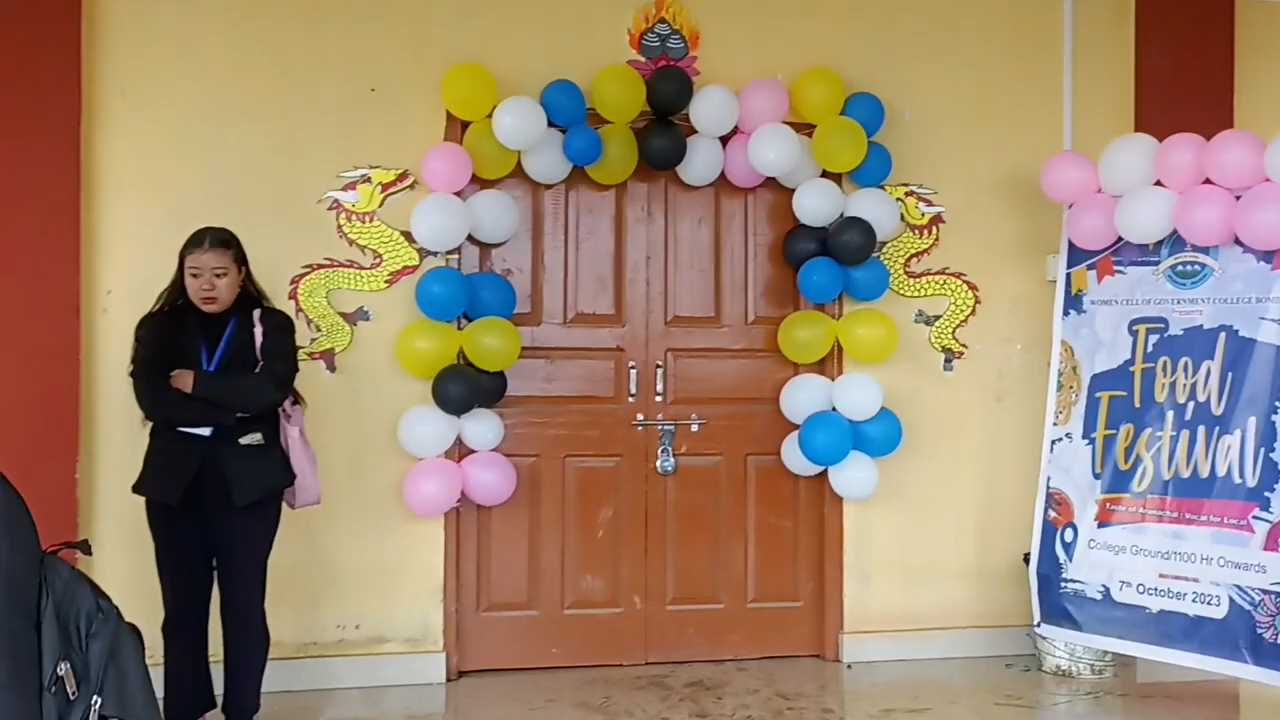 WOMEN CELL OF GOVERNMENT COLLEGE BOM
Presents
Food
Festival
Taste of Arunachal : Vocal for Local
College Ground/1100 Hr Onwards
7th October 2023